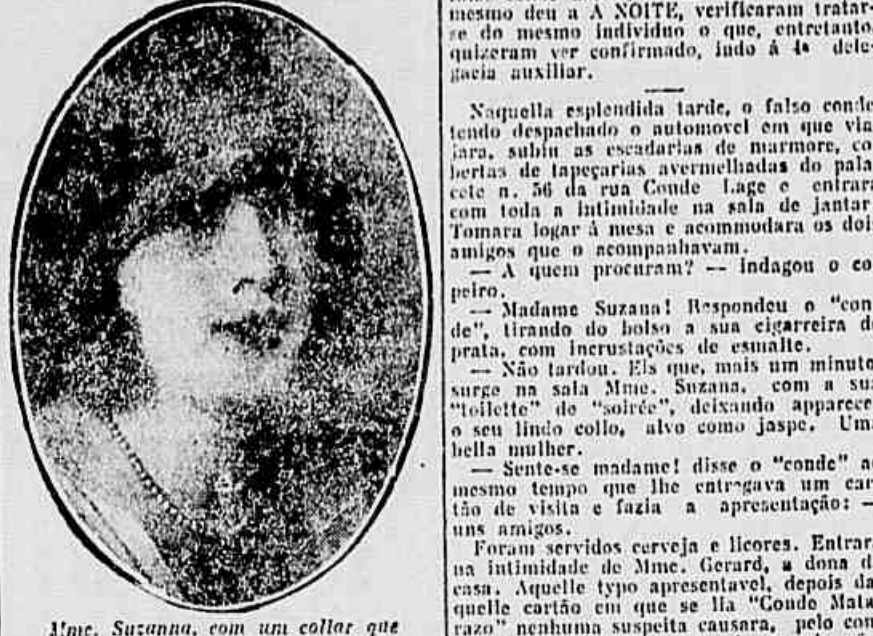 mesmo deu a A NOITE, verificaram tratar-
se do mesmo individuo o que, entretanto,
quizeram ver confirmado, indo á 4ª dele-
gacia auxiliar.
Naquella esplendida tarde, o falso conde
tendo despachado o automovel em que via
jara, subiu as escadarias de marmore, co
bertas de tapeçarias avermelhadas do pala
cete n. 56 da rua Conde Lage e entrara
com toda a intimidade na sala de jantar.
Tomara logar á mesa e acommodara os doi
amigos que o acompanhavam.
— A quem procuram? — indagou o co
peiro.
— Madame Suzana! Respondeu o "con
de", tirando do bolso a sua cigarreira d
prata, com incrustações de esmalte.
— Não tardou. Eis que, mais um minuto
surge na sala Mme. Suzana, com a su
"toilette" de "soirée", deixando apparece
o seu lindo collo, alvo como jaspe. Um
bella mulher.
— Sente-se madame! disse o "conde" a
mesmo tempo que lhe entregava um car
tão de visita e fazia a apresentação: —
uns amigos.
Foram servidos cerveja e licores. Entrar
na intimidade de Mme. Gerard, a dona d
casa. Aquelle typo apresentavel, depois da
quelle cartão em que se lia "Conde Mata
razo" nenhuma suspeita causara, pelo con
Mme. Suzanna, com um collar que